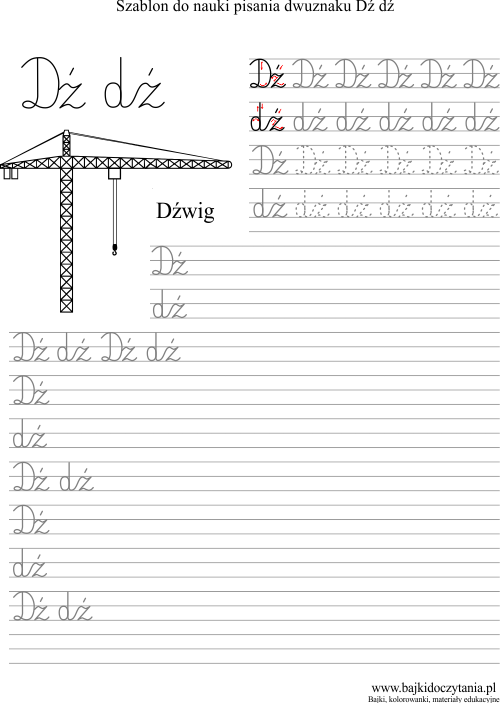 Szablon do nauki pisania dwuznaku Dź dź
Dź dź
Dź Dź Dź Dź Dź Dź
dź dź dź dź dź dź
Dź Dź Dź Dź Dź Dź
dź dź dź dź dź dź
Dźwig
Dź
dź
Dź dź Dź dź
Dź
dź
Dź dź
Dź
dź
Dź dź
www.bajkidoczytania.pl
Bajki, kolorowanki, materiały edukacyjne